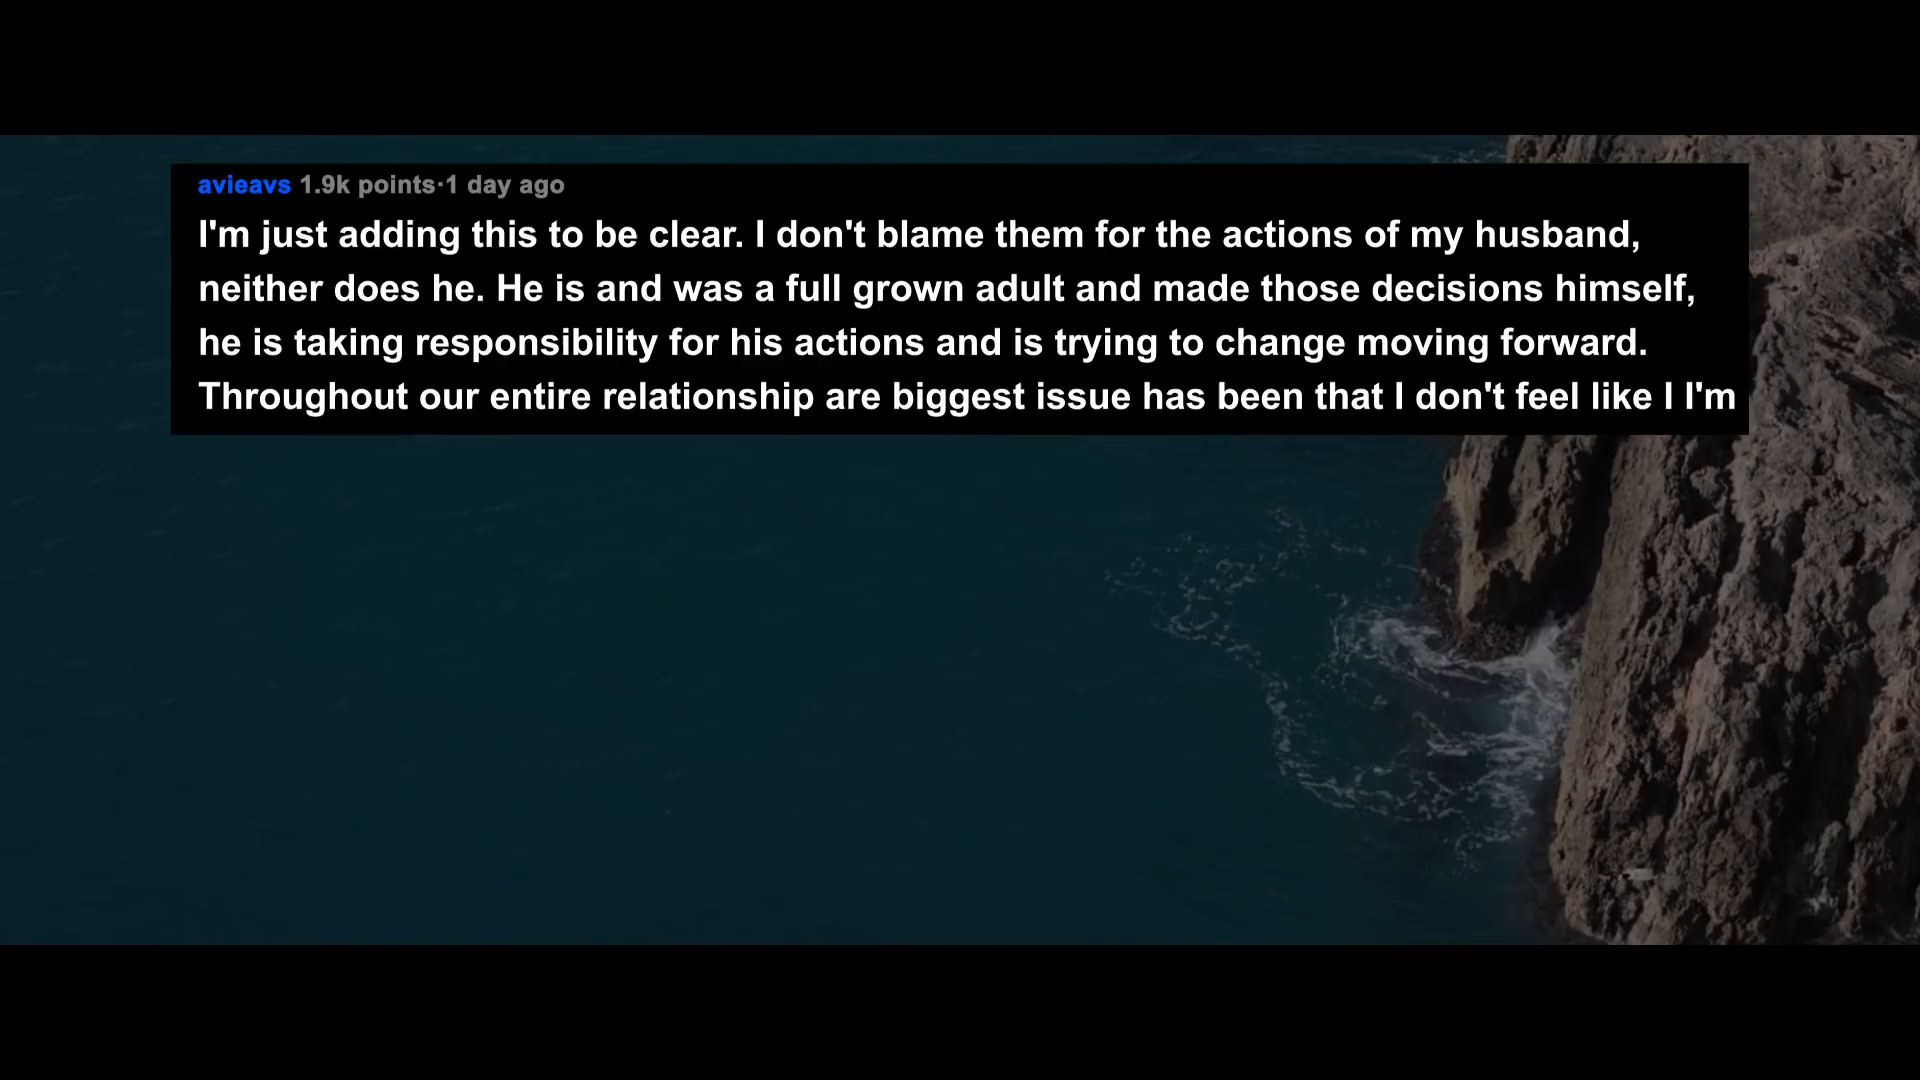 avieavs 1.9k points·1 day ago
I'm just adding this to be clear. I don't blame them for the actions of my husband,
neither does he. He is and was a full grown adult and made those decisions himself,
he is taking responsibility for his actions and is trying to change moving forward.
Throughout our entire relationship are biggest issue has been that I don't feel like I I'm